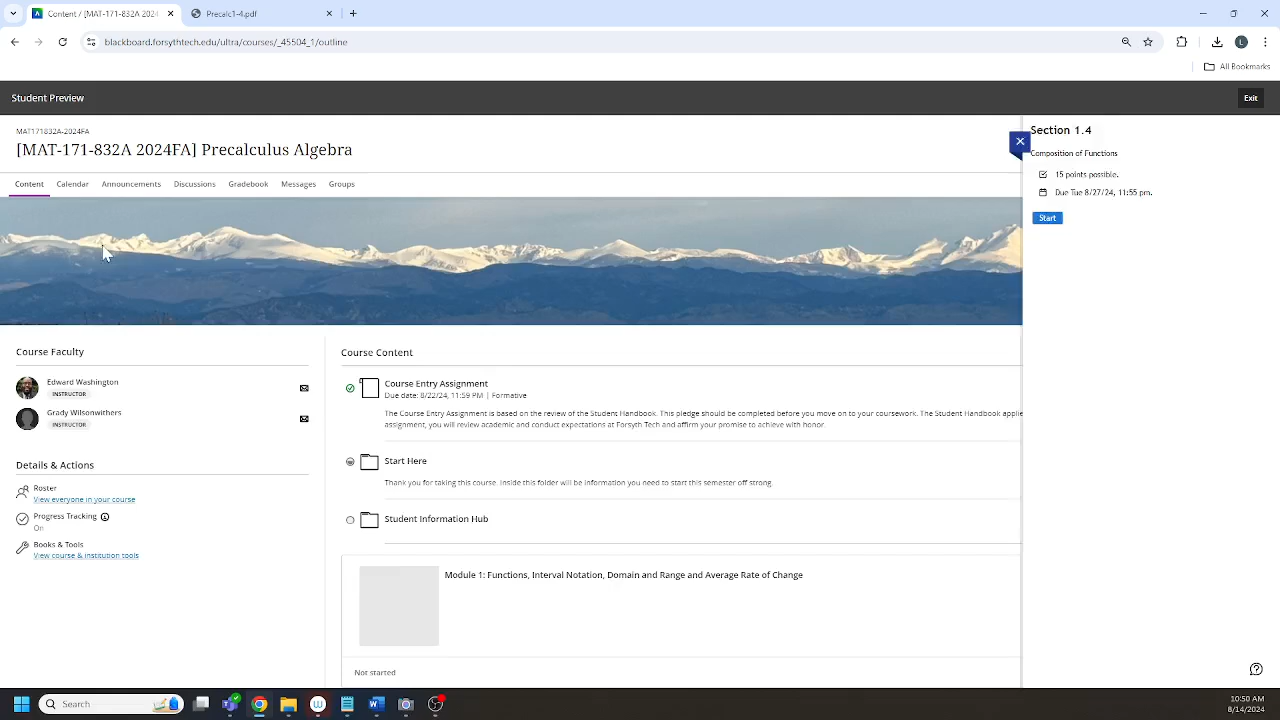 Content / [MAT-171-832A 2024
Precalc1-4.pdf
blackboard.forsythtech.edu/ultra/courses/_45504_1/outline
L
All Bookmarks
Student Preview
Exit
MAT171832A-2024FA
[MAT-171-832A 2024FA] Precalculus Algebra
Content
Calendar
Announcements
Discussions
Gradebook
Messages
Groups
Section 1.4
Composition of Functions
15 points possible.
Due Tue 8/27/24, 11:55 pm.
Start
Course Faculty
Edward Washington
INSTRUCTOR
Grady Wilsonwithers
INSTRUCTOR
Details & Actions
Roster
View everyone in your course
Progress Tracking
On
Books & Tools
View course & institution tools
Course Content
Course Entry Assignment
Due date: 8/22/24, 11:59 PM | Formative
The Course Entry Assignment is based on the review of the Student Handbook. This pledge should be completed before you move on to your coursework. The Student Handbook applie
assignment, you will review academic and conduct expectations at Forsyth Tech and affirm your promise to achieve with honor.
Start Here
Thank you for taking this course. Inside this folder will be information you need to start this semester off strong.
Student Information Hub
Module 1: Functions, Interval Notation, Domain and Range and Average Rate of Change
Not started
Search
10:50 AM
8/14/2024